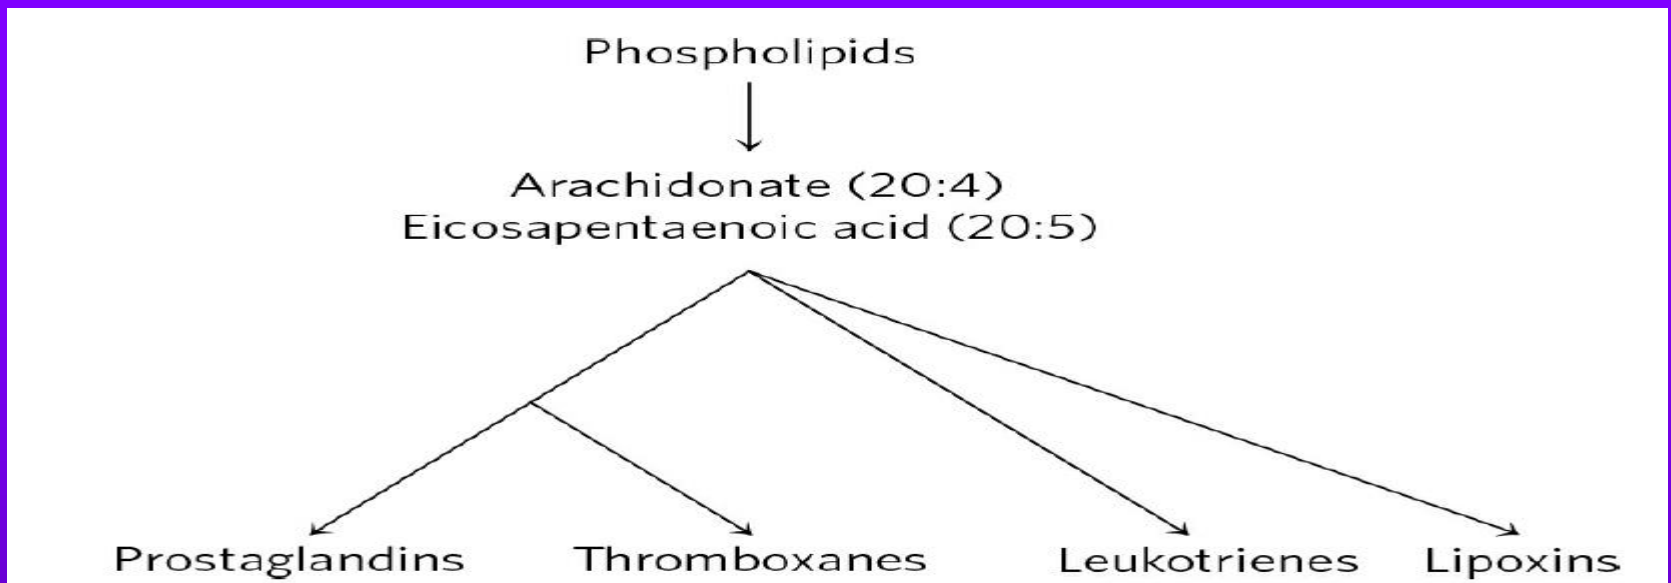 Phospholipids
Arachidonate (20:4)
Eicosapentaenoic acid (20:5)
Prostaglandins Thromboxanes Leukotrienes Lipoxins